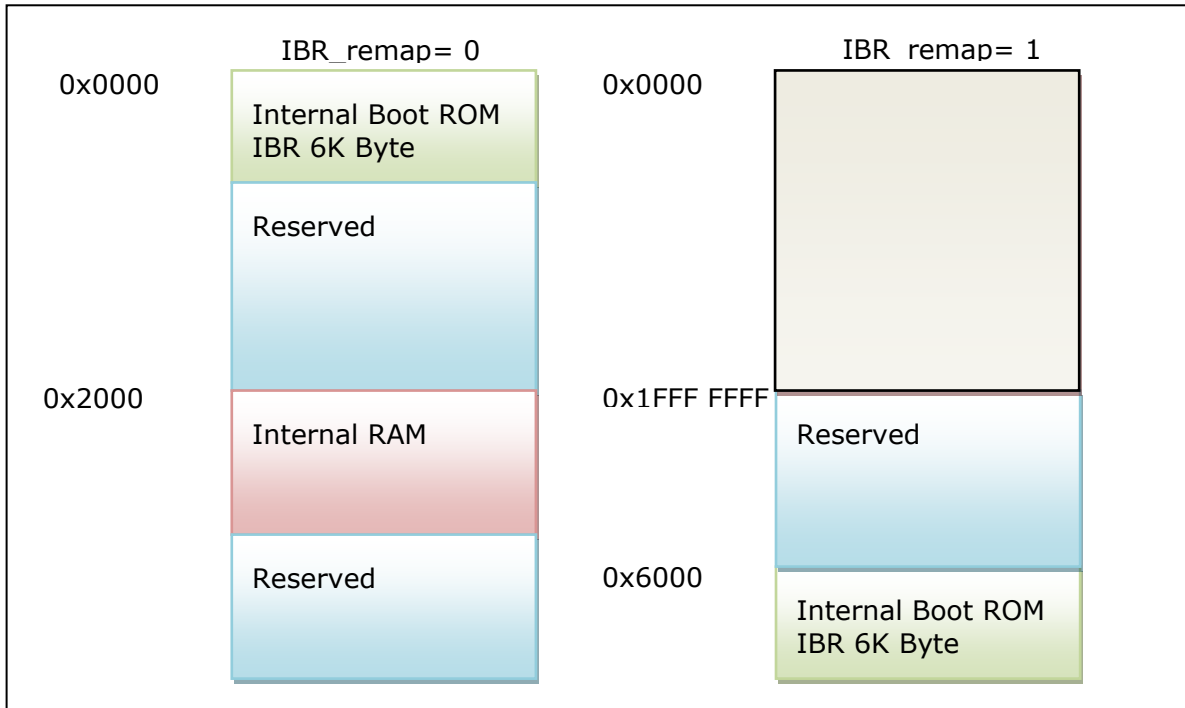 IBR_remap= 0
0x0000
Internal Boot ROM
IBR 6K Byte
Reserved
0x2000
Internal RAM
Reserved
IBR remap= 1
0x0000
0x1FFF FFFF
Reserved
0x6000
Internal Boot ROM
IBR 6K Byte